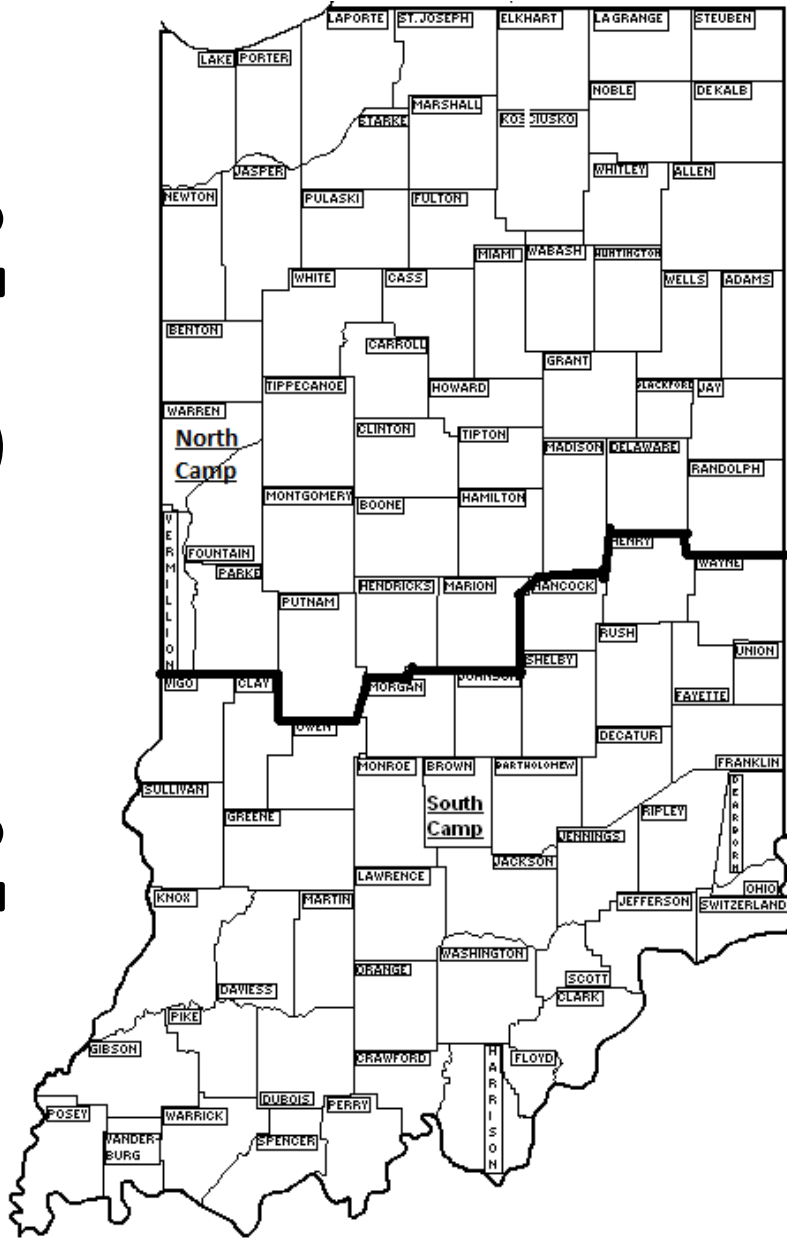 LAPORTE
ST. JOSEPH
ELKHART
LAGRANGE
STEUBEN
LAKE
PORTER
NOBLE
DEKALB
MARSHALL
STARKE
KOSCIUSKO
JASPER
WHITLEY
ALLEN
NEWTON
PULASKI
FULTON
MIAMI
WABASH
HUNTINGTON
WHITE
CASS
WELLS
ADAMS
BENTON
CARROLL
GRANT
TIPPECANOE
HOWARD
BLACKFORD
JAY
WARREN
CLINTON
TIPTON
North
Camp
MADISON
DELAWARE
RANDOLPH
MONTGOMERY
BOONE
HAMILTON
VERMILLION
FOUNTAIN
HENRY
PARKE
WAYNE
HENDRICKS
MARION
HANCOCK
PUTNAM
RUSH
UNION
SHELBY
VIGO
CLAY
MORGAN
JOHNSON
FAYETTE
OWEN
DECATUR
MONROE
BROWN
BARTHOLOMEW
FRANKLIN
SULLIVAN
DEARBORN
South
Camp
GREENE
RIPLEY
JENNINGS
JACKSON
LAWRENCE
OHIO
KNOX
MARTIN
JEFFERSON
SWITZERLAND
WASHINGTON
ORANGE
SCOTT
DAVIESS
CLARK
PIKE
GIBSON
CRAWFORD
HARRISON
FLOYD
DUBOIS
PERRY
POSEY
WARRICK
VANDER-
BURG
SPENCER